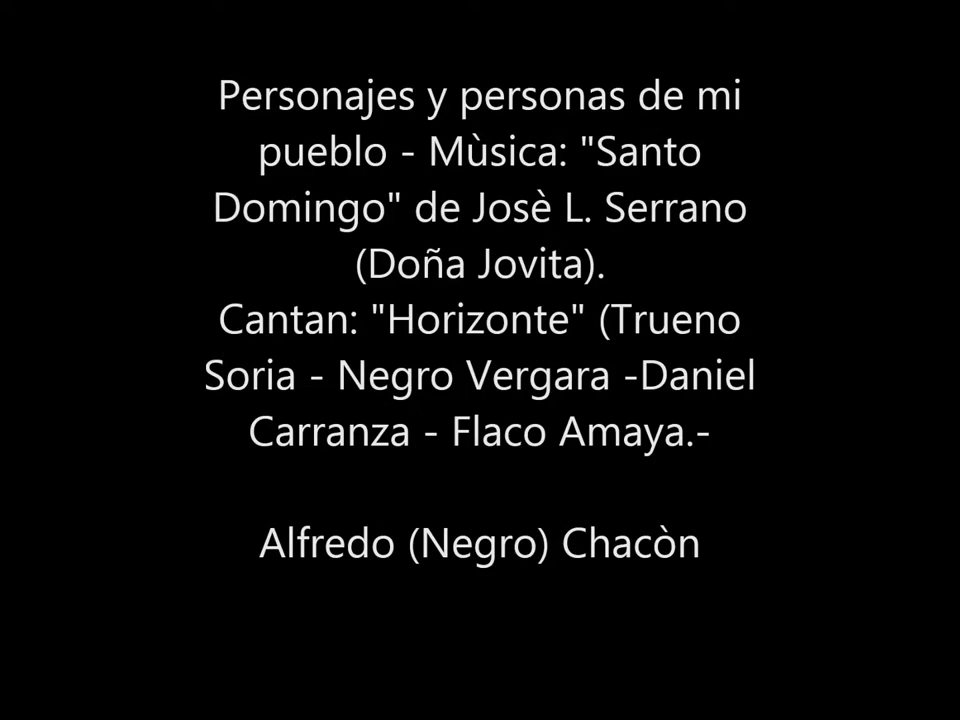 Personajes y personas de mi
pueblo - Mùsica: "Santo
Domingo" de Josè L. Serrano
(Doña Jovita).
Cantan: "Horizonte" (Trueno
Soria - Negro Vergara -Daniel
Carranza - Flaco Amaya.-
Alfredo (Negro) Chacòn